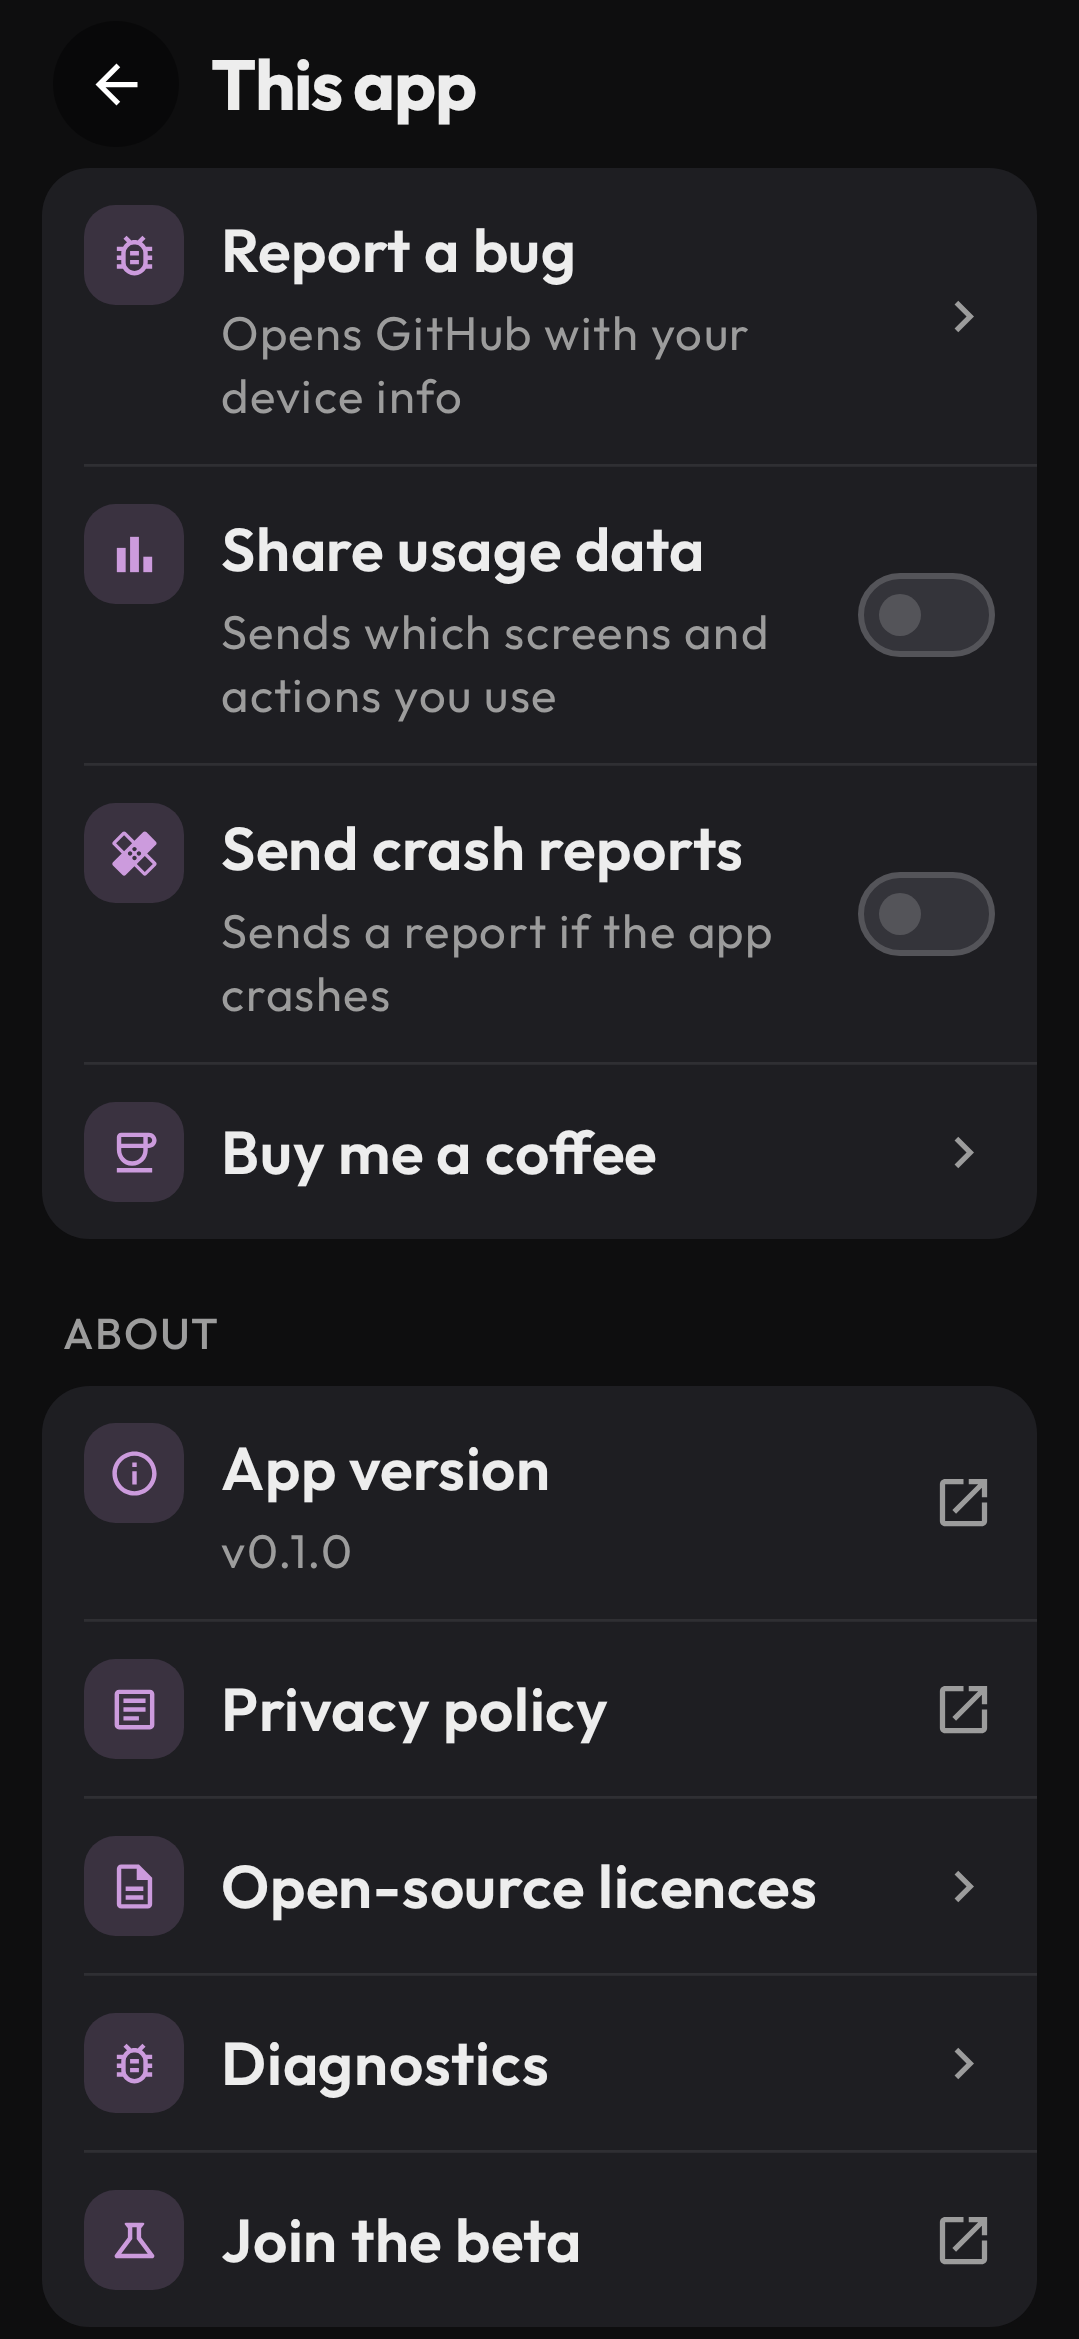 This app
Report a bug
Opens GitHub with your
device info
Share usage data
Sends which screens and
actions you use
Send crash reports
Sends a report if the app
crashes
Buy me a coffee
ABOUT
App version
v0.1.0
Privacy policy
Open-source licences
Diagnostics
Join the beta